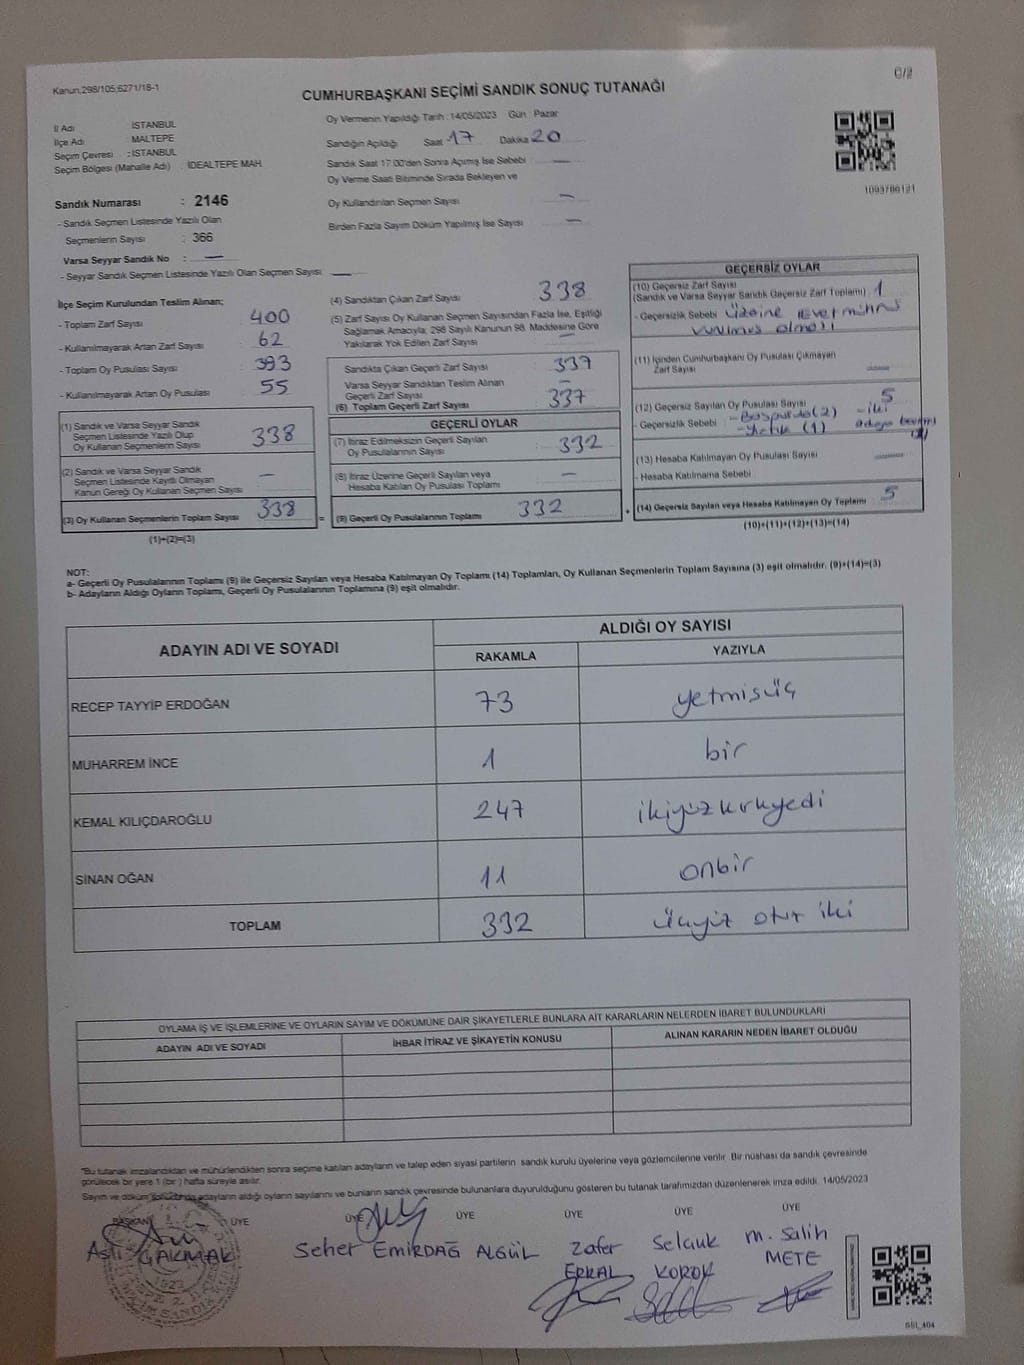 Kanun,298/105,6271/18-1
C/2
CUMHURBAŞKANI SEÇİMİ SANDIK SONUÇ TUTANAĞI
İl Adı İSTANBUL
İlçe Adı MALTEPE
Seçim Çevresi : İSTANBUL
Seçim Bölgesi (Mahalle Adı) : İDEALTEPE MAH.
Oy Vermenin Yapıldığı Tarih :14/05/2023 Gün Pazar
Sandığın Açıldığı Saat 17 Dakika 20
Sandık Saat 17:00'den Sonra Açımış İse Sebebi —
Oy Verme Saati Bitiminde Sırada Bekleyen ve
Oy Kullandırılan Seçmen Sayısı —
Birden Fazla Sayım Döküm Yapılmış İse Sayısı —
1093786121
Sandık Numarası : 2146
- Sandık Seçmen Listesinde Yazılı Olan
Seçmenlerin Sayısı : 366
Varsa Seyyar Sandık No : —
- Seyyar Sandık Seçmen Listesinde Yazılı Olan Seçmen Sayısı : —
İlçe Seçim Kurulundan Teslim Alınan;
- Toplam Zarf Sayısı 400
- Kullanılmayarak Artan Zarf Sayısı 62
- Toplam Oy Pusulası Sayısı 393
- Kullanılmayarak Artan Oy Pusulası 55
(1) Sandık ve Varsa Seyyar Sandık
Seçmen Listesinde Yazılı Olup
Oy Kullanan Seçmenlerin Sayısı 338
(2) Sandık ve Varsa Seyyar Sandık
Seçmen Listesinde Kayıtlı Olmayan
Kanun Gereği Oy Kullanan Seçmen Sayısı —
(3) Oy Kullanan Seçmenlerin Toplam Sayısı 338
(1)+(2)=(3)
(4) Sandıktan Çıkan Zarf Sayısı 338
(5) Zarf Sayısı Oy Kullanan Seçmen Sayısından Fazla İse, Eşitliği
Sağlamak Amacıyla; 298 Sayılı Kanunun 98. Maddesine Göre
Yakılarak Yok Edilen Zarf Sayısı —
Sandıkta Çıkan Geçerli Zarf Sayısı 337
Varsa Seyyar Sandıktan Teslim Alınan
Geçerli Zarf Sayısı —
(6) Toplam Geçerli Zarf Sayısı 337
GEÇERLİ OYLAR
(7) İtiraz Edilmeksizin Geçerli Sayılan
Oy Pusulalarının Sayısı 332
(8) İtiraz Üzerine Geçerli Sayılan veya
Hesaba Katılan Oy Pusulası Toplamı —
= (9) Geçerli Oy Pusulalarının Toplamı 332
GEÇERSİZ OYLAR
(10) Geçersiz Zarf Sayısı
(Sandık ve Varsa Seyyar Sandık Geçersiz Zarf Toplamı) 1
- Geçersizlik Sebebi Üzerine Evet mührü
vurulmuş olması
(11) İçinden Cumhurbaşkanı Oy Pusulası Çıkmayan
Zarf Sayısı —
(12) Geçersiz Sayılan Oy Pusulası Sayısı 5
- Geçersizlik Sebebi - Boş pusula (2) - iki
- Yırtık (1)
(13) Hesaba Katılmayan Oy Pusulası Sayısı —
- Hesaba Katılmama Sebebi
+ (14) Geçersiz Sayılan veya Hesaba Katılmayan Oy Toplamı 5
(10)+(11)+(12)+(13)=(14)
NOT:
a- Geçerli Oy Pusulalarının Toplamı (9) ile Geçersiz Sayılan veya Hesaba Katılmayan Oy Toplamı (14) Toplamları, Oy Kullanan Seçmenlerin Toplam Sayısına (3) eşit olmalıdır. (9)+(14)=(3)
b- Adayların Aldığı Oyların Toplamı, Geçerli Oy Pusulalarının Toplamına (9) eşit olmalıdır.
ADAYIN ADI VE SOYADI ALDIĞI OY SAYISI
RAKAMLA YAZIYLA
RECEP TAYYİP ERDOĞAN 73 yetmişüç
MUHARREM İNCE 1 bir
KEMAL KILIÇDAROĞLU 247 ikiyüzkırkyedi
SİNAN OĞAN 11 onbir
TOPLAM 332 üçyüz otuz iki
OYLAMA İŞ VE İŞLEMLERİNE VE OYLARIN SAYIM VE DÖKÜMÜNE DAİR ŞİKAYETLERLE BUNLARA AİT KARARLARIN NELERDEN İBARET BULUNDUKLARI
ADAYIN ADI VE SOYADI İHBAR İTİRAZ VE ŞİKAYETİN KONUSU ALINAN KARARIN NEDEN İBARET OLDUĞU
"Bu tutanak imzalandıktan ve mühürlendikten sonra seçime katılan adayların ve talep eden siyasi partilerin sandık kurulu üyelerine veya gözlemcilerine verilir. Bir nüshası da sandık çevresinde
görülecek bir yere 1 (bir ) hafta süreyle asılır.
Sayım ve döküm sonucunda adayların aldığı oyların sayılarını ve bunların sandık çevresinde bulunanlara duyurulduğunu gösteren bu tutanak tarafımızdan düzenlenerek imza edildi. 14/05/2023
BAŞKAN ÜYE ÜYE ÜYE ÜYE ÜYE ÜYE
Aslı ÇAKMAK Seher EMİRDAĞ ALGÜL Zafer ERKAL Selçuk KORUK M. Salih METE
T.C.
1923
GSI_404